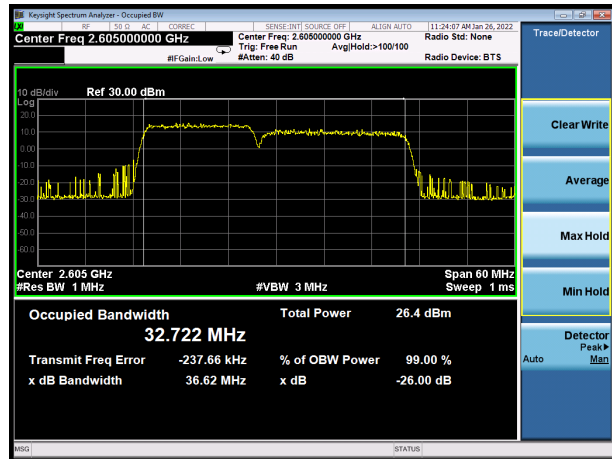 Keysight Spectrum Analyzer - Occupied BW
LXI RF 50 Ω AC CORREC SENSE:INT SOURCE OFF ALIGN AUTO 11:24:07 AM Jan 26, 2022
Center Freq 2.605000000 GHz Center Freq: 2.605000000 GHz Radio Std: None Trace/Detector
Trig: Free Run Avg|Hold:>100/100
#IFGain:Low #Atten: 40 dB Radio Device: BTS
10 dB/div Ref 30.00 dBm
Log
20.0
10.0
0.00
-10.0
-20.0
-30.0
-40.0
-50.0
-60.0
Center 2.605 GHz Span 60 MHz
#Res BW 1 MHz #VBW 3 MHz Sweep 1 ms
Occupied Bandwidth Total Power 26.4 dBm
32.722 MHz
Transmit Freq Error -237.66 kHz % of OBW Power 99.00 %
x dB Bandwidth 36.62 MHz x dB -26.00 dB
Clear Write
Average
Max Hold
Min Hold
Detector
Peak▶
Auto Man
MSG STATUS